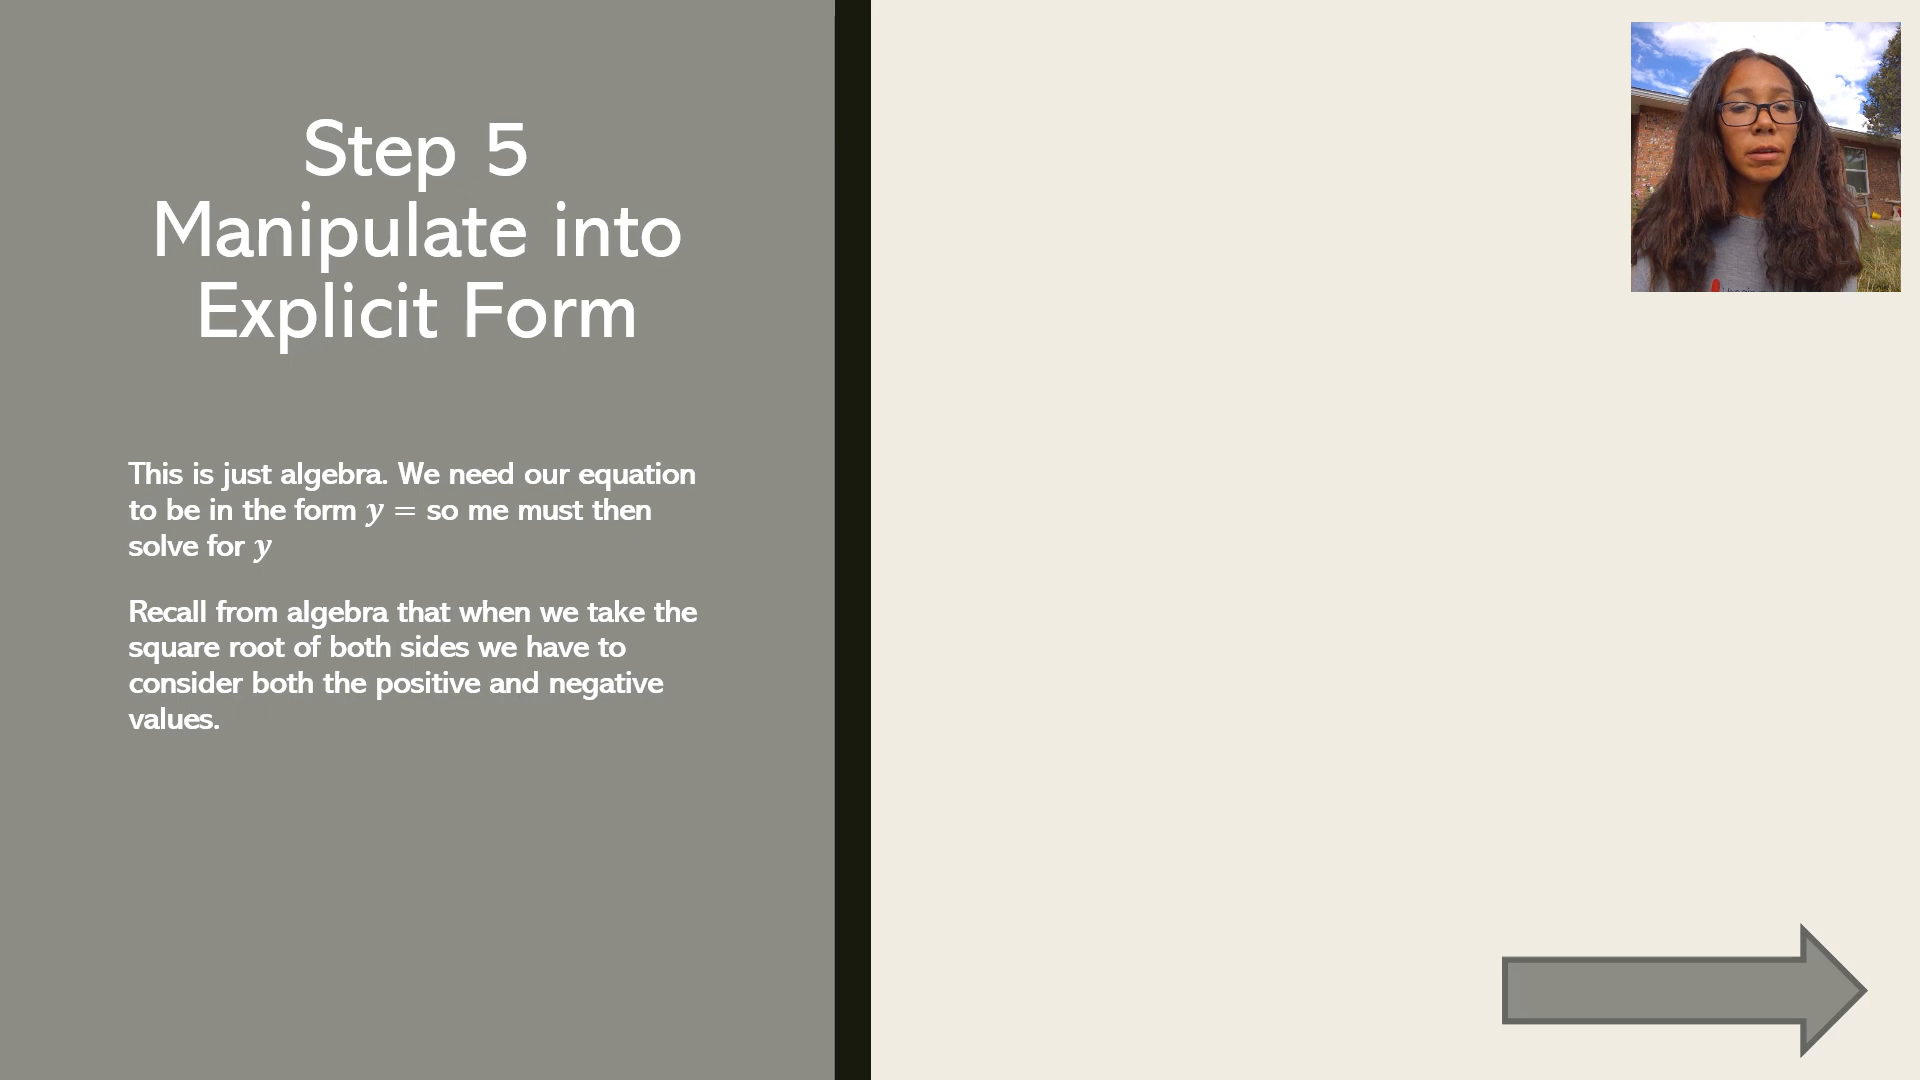 Step 5
Manipulate into
Explicit Form
This is just algebra. We need our equation
to be in the form y = so me must then
solve for y
Recall from algebra that when we take the
square root of both sides we have to
consider both the positive and negative
values.